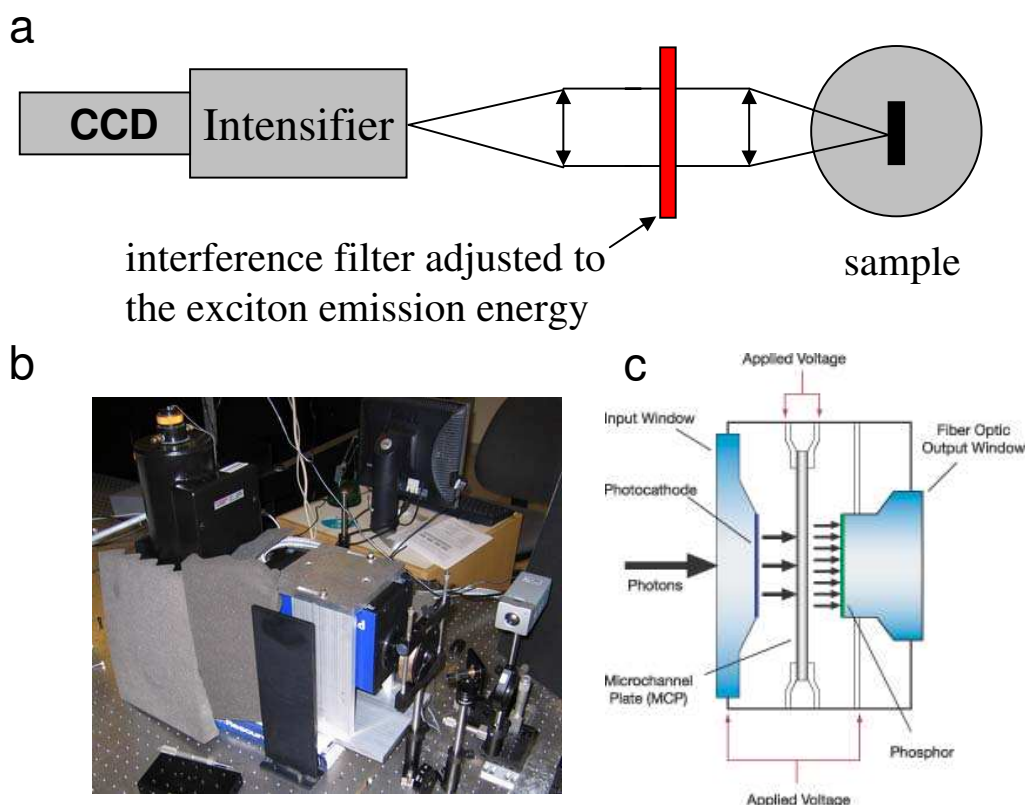 a
CCD
Intensifier
interference filter adjusted to
the exciton emission energy
sample
b
c
Applied Voltage
Input Window
Fiber Optic
Output Window
Photocathode
Photons
Microchannel
Plate (MCP)
Phosphor
Applied Voltage